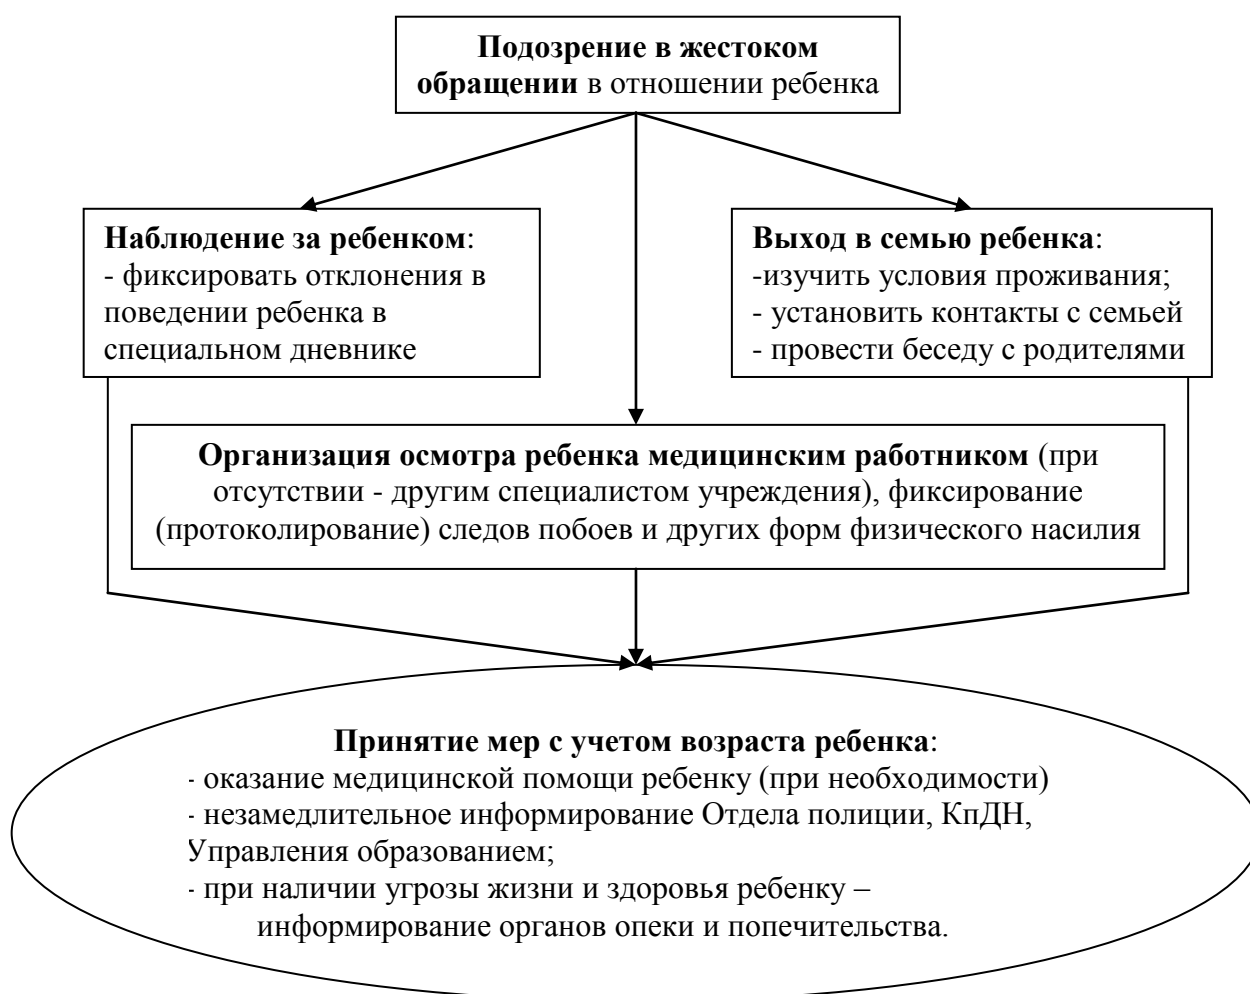 Подозрение в жестоком
обращении в отношении ребенка
Наблюдение за ребенком:
- фиксировать отклонения в
поведении ребенка в
специальном дневнике
Выход в семью ребенка:
-изучить условия проживания;
- установить контакты с семьей
- провести беседу с родителями
Организация осмотра ребенка медицинским работником (при
отсутствии - другим специалистом учреждения), фиксирование
(протоколирование) следов побоев и других форм физического насилия
Принятие мер с учетом возраста ребенка:
- оказание медицинской помощи ребенку (при необходимости)
- незамедлительное информирование Отдела полиции, КпДН,
Управления образованием;
- при наличии угрозы жизни и здоровья ребенку –
информирование органов опеки и попечительства.